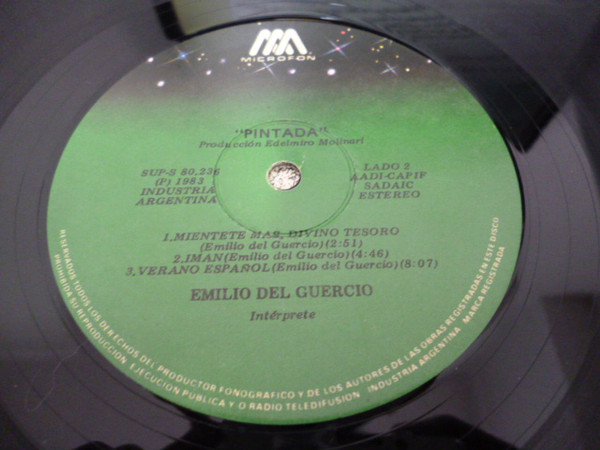 MICROFON
"PINTADA"
Producción Edelmiro Molinari
SUP-S 80.236
(P) 1983
INDUSTRIA
ARGENTINA
LADO 2
AADI-CAPIF
SADAIC
ESTEREO
1.MIENTETE MAS, DIVINO TESORO
(Emilio del Guercio)(2:51)
2.IMAN(Emilio del Guercio)(4:46)
3.VERANO ESPAÑOL(Emilio del Guercio)(8:07)
EMILIO DEL GUERCIO
Intérprete
RESERVADOS TODOS LOS DERECHOS DEL PRODUCTOR FONOGRAFICO Y DE LOS AUTORES DE LAS OBRAS REGISTRADAS EN ESTE DISCO
PROHIBIDA SU REPRODUCCION, EJECUCION PUBLICA Y/O RADIO TELEDIFUSION INDUSTRIA ARGENTINA MARCA REGISTRADA